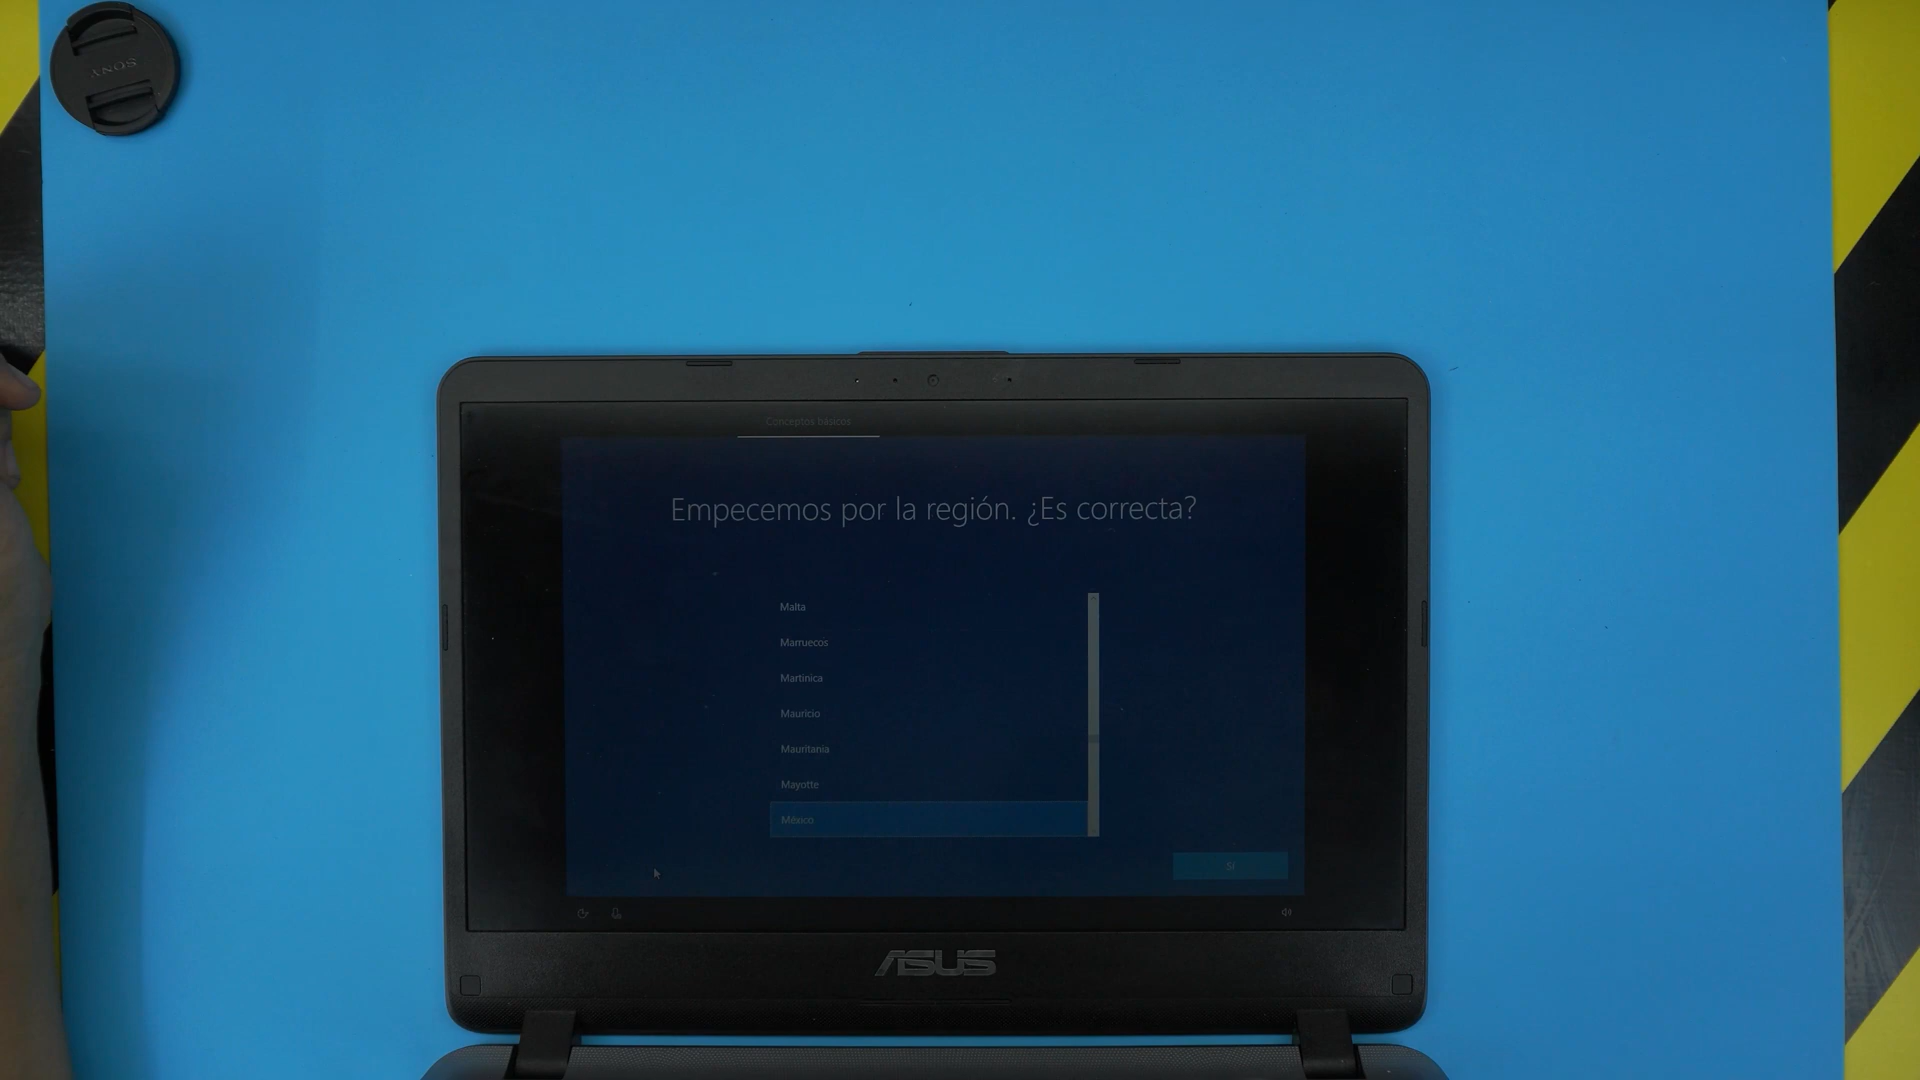 SONY
Conceptos básicos
Empecemos por la región. ¿Es correcta?
Malta
Marruecos
Martinica
Mauricio
Mauritania
Mayotte
México
Sí
ASUS